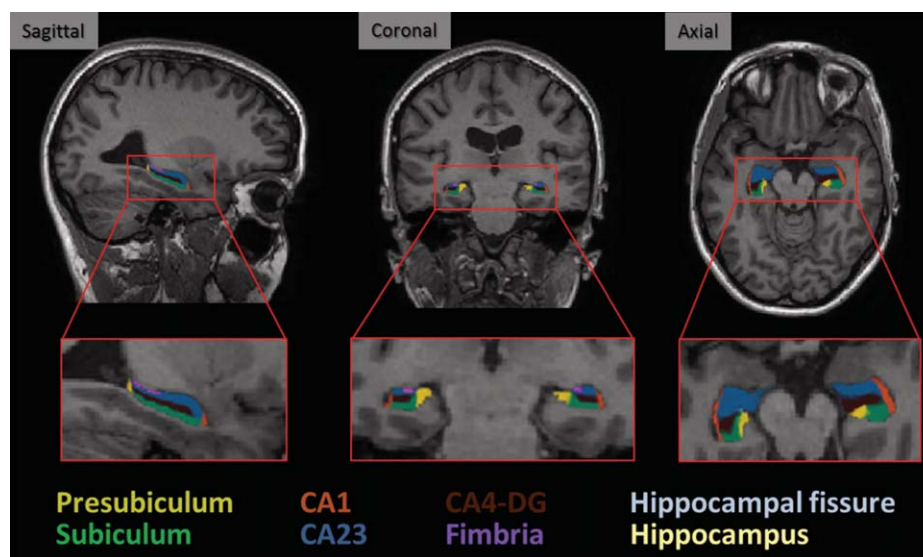 Sagittal
Coronal
Axial
Presubiculum CA1 CA4-DG Hippocampal fissure
Subiculum CA23 Fimbria Hippocampus